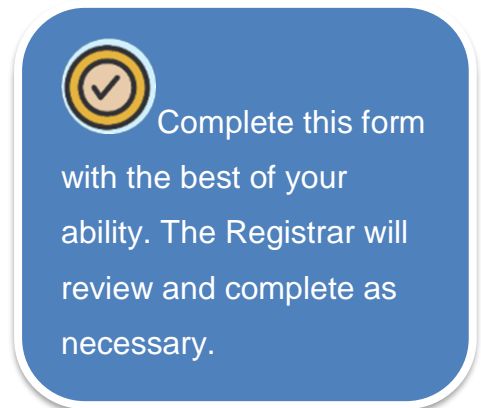 Complete this form
with the best of your
ability. The Registrar will
review and complete as
necessary.